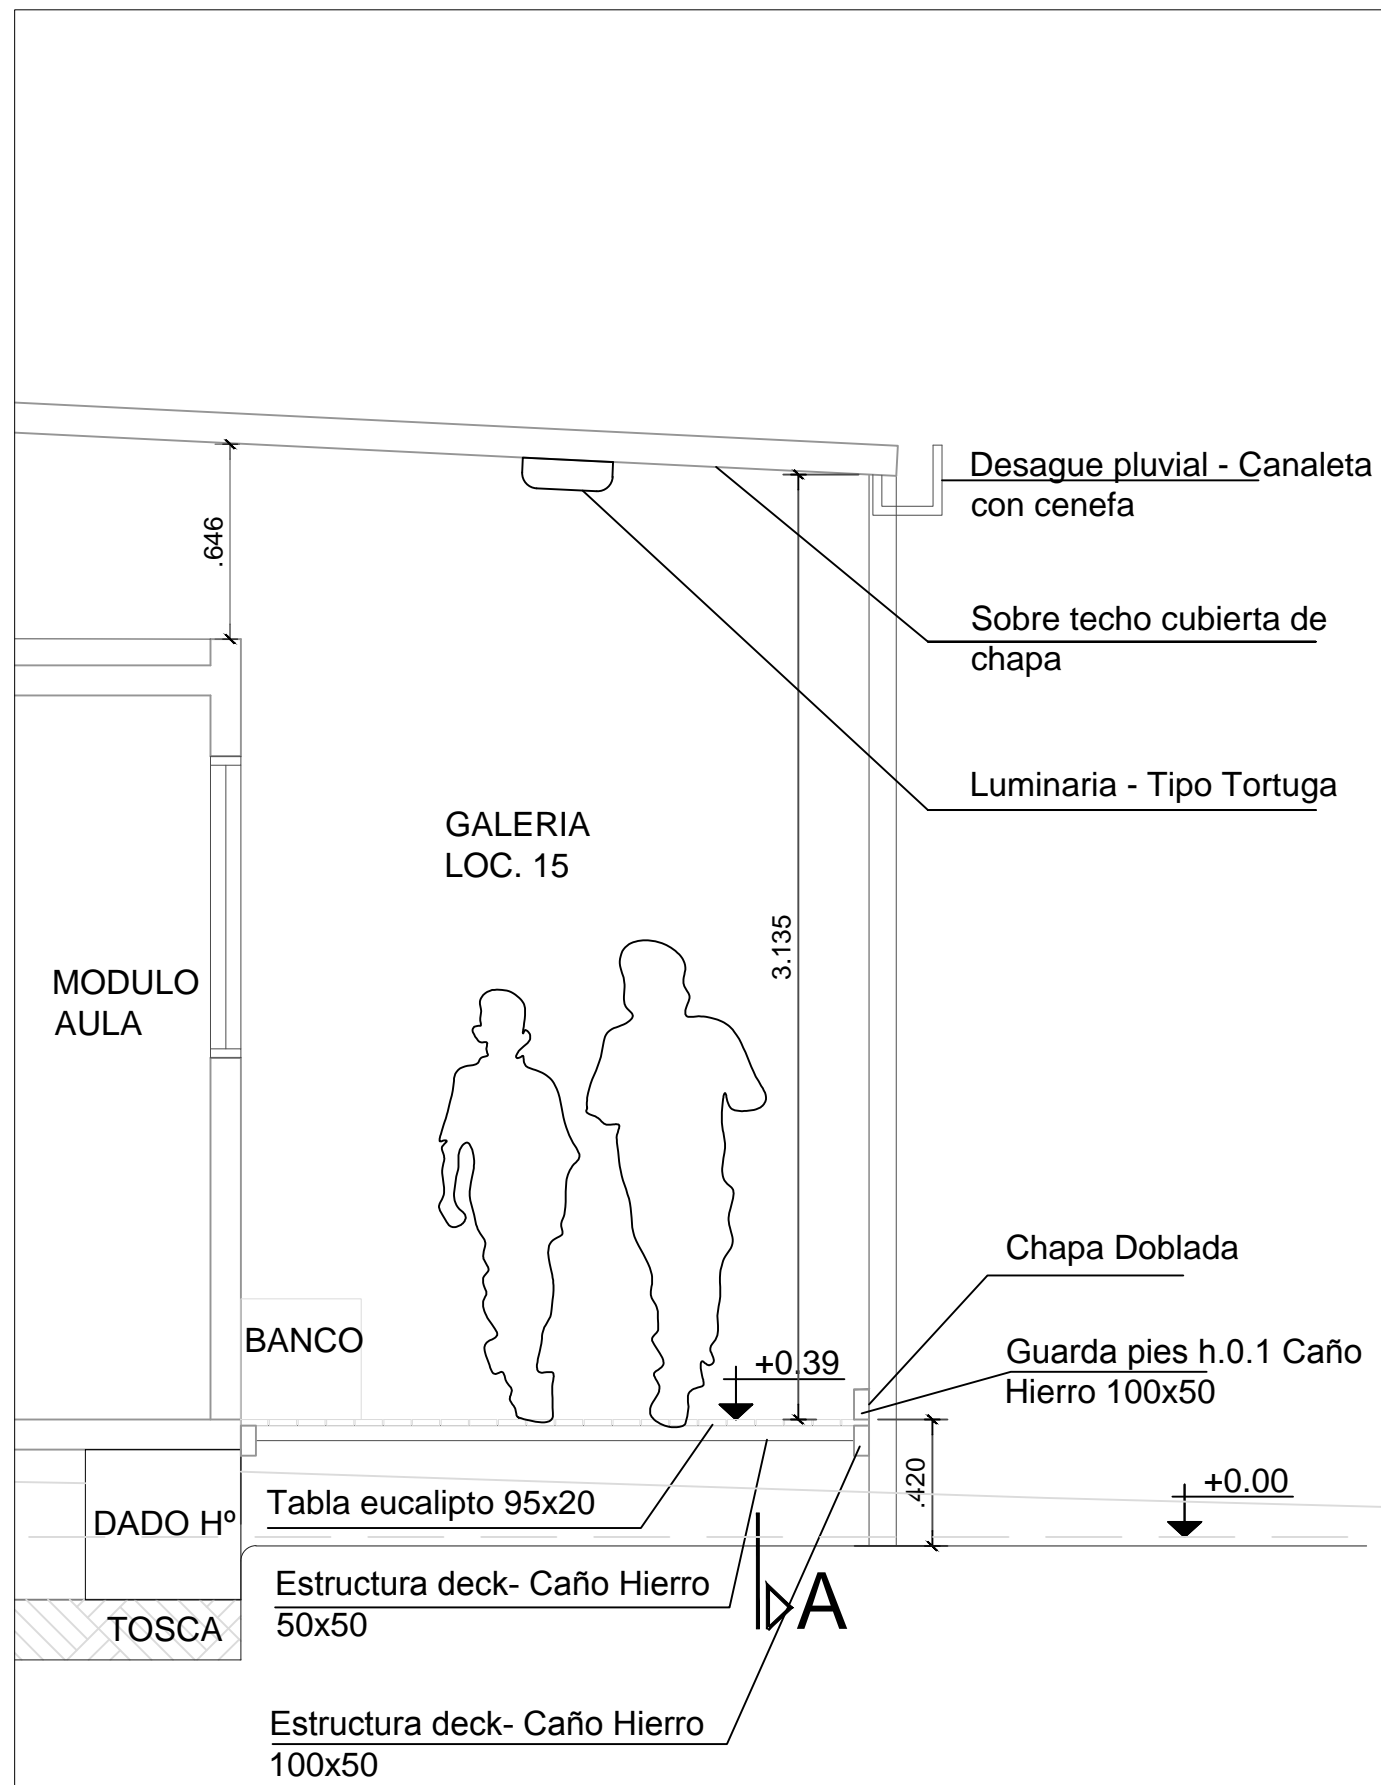 Desague pluvial - Canaleta
con cenefa
.646
Sobre techo cubierta de
chapa
Luminaria - Tipo Tortuga
GALERIA
LOC. 15
3.135
MODULO
AULA
Chapa Doblada
BANCO
+0.39
Guarda pies h.0.1 Caño
Hierro 100x50
.420
+0.00
Tabla eucalipto 95x20
DADO Hº
Estructura deck- Caño Hierro
50x50
A
TOSCA
Estructura deck- Caño Hierro
100x50